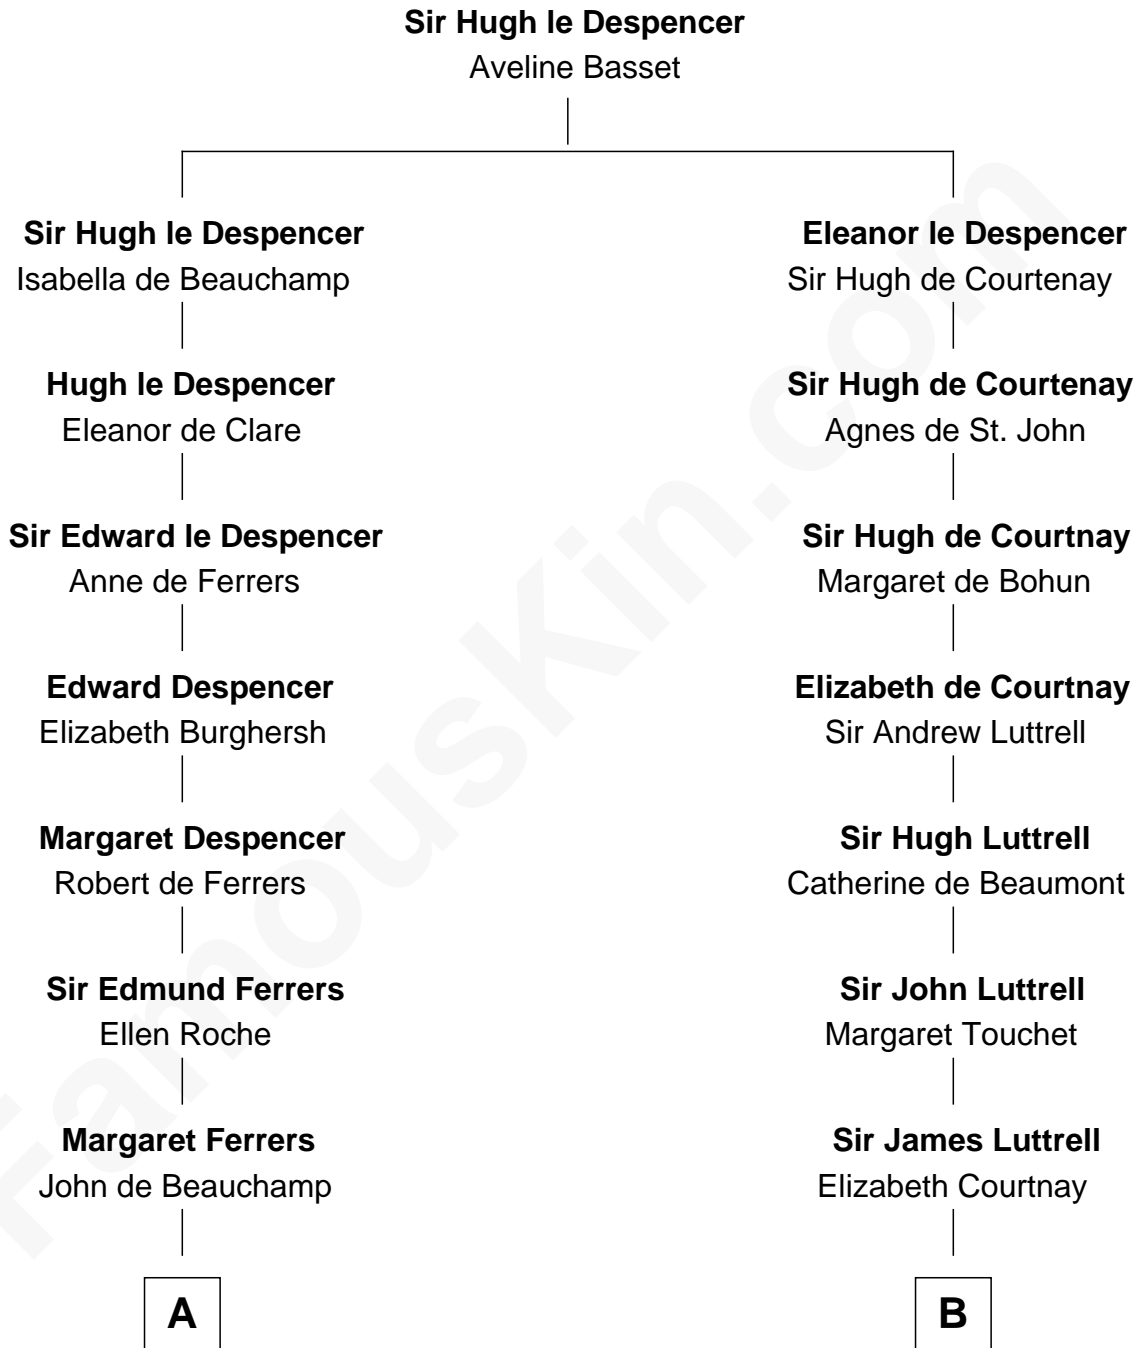 Sir Hugh le Despencer
Aveline Basset
Sir Hugh le Despencer
Isabella de Beauchamp
Hugh le Despencer
Eleanor de Clare
Sir Edward le Despencer
Anne de Ferrers
Edward Despencer
Elizabeth Burghersh
Margaret Despencer
Robert de Ferrers
Sir Edmund Ferrers
Ellen Roche
Margaret Ferrers
John de Beauchamp
A
Eleanor le Despencer
Sir Hugh de Courtenay
Sir Hugh de Courtenay
Agnes de St. John
Sir Hugh de Courtnay
Margaret de Bohun
Elizabeth de Courtnay
Sir Andrew Luttrell
Sir Hugh Luttrell
Catherine de Beaumont
Sir John Luttrell
Margaret Touchet
Sir James Luttrell
Elizabeth Courtnay
B
FamousKin.com